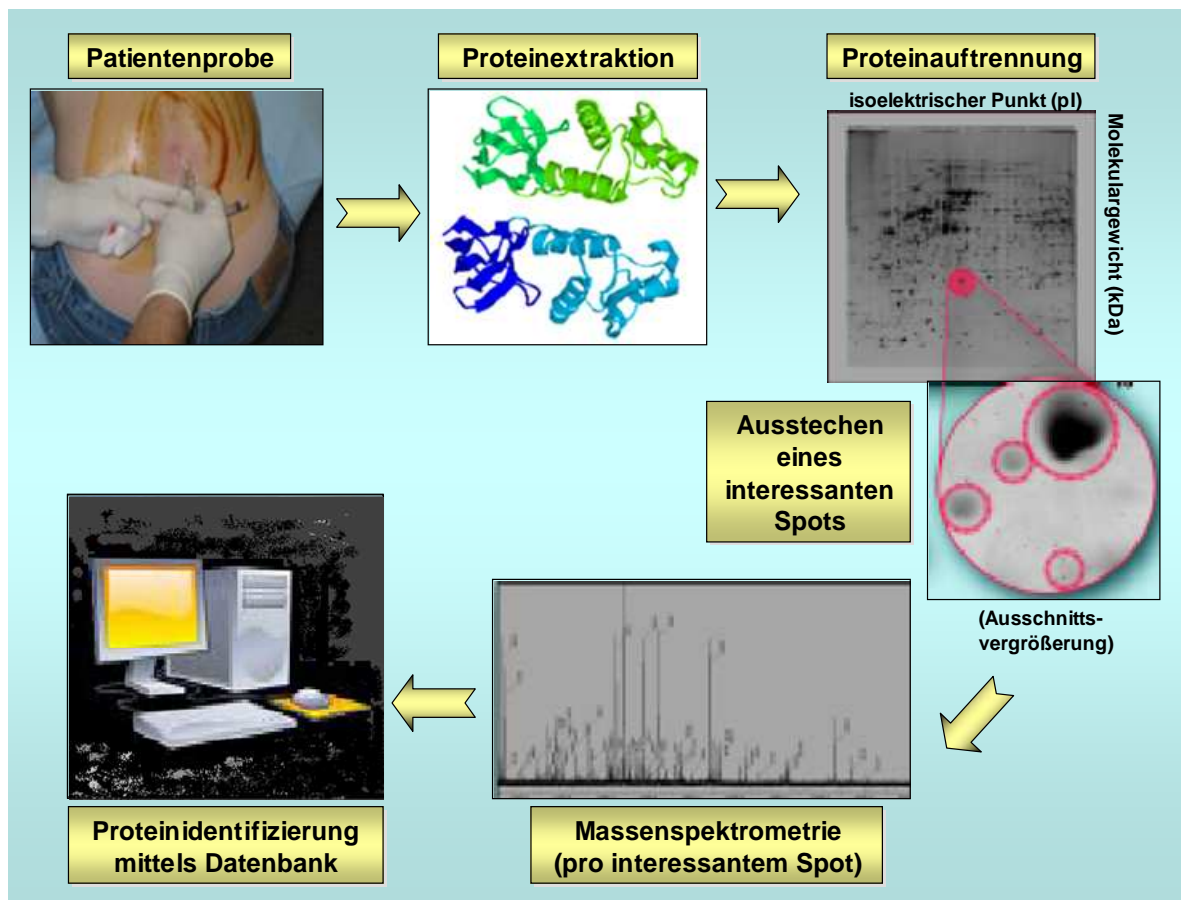 Patientenprobe
Proteinextraktion
Proteinauftrennung
isoelektrischer Punkt (pI)
Molekulargewicht (kDa)
Ausstechen
eines
interessanten
Spots
(Ausschnitts-
vergrößerung)
Massenspektrometrie
(pro interessantem Spot)
Proteinidentifizierung
mittels Datenbank